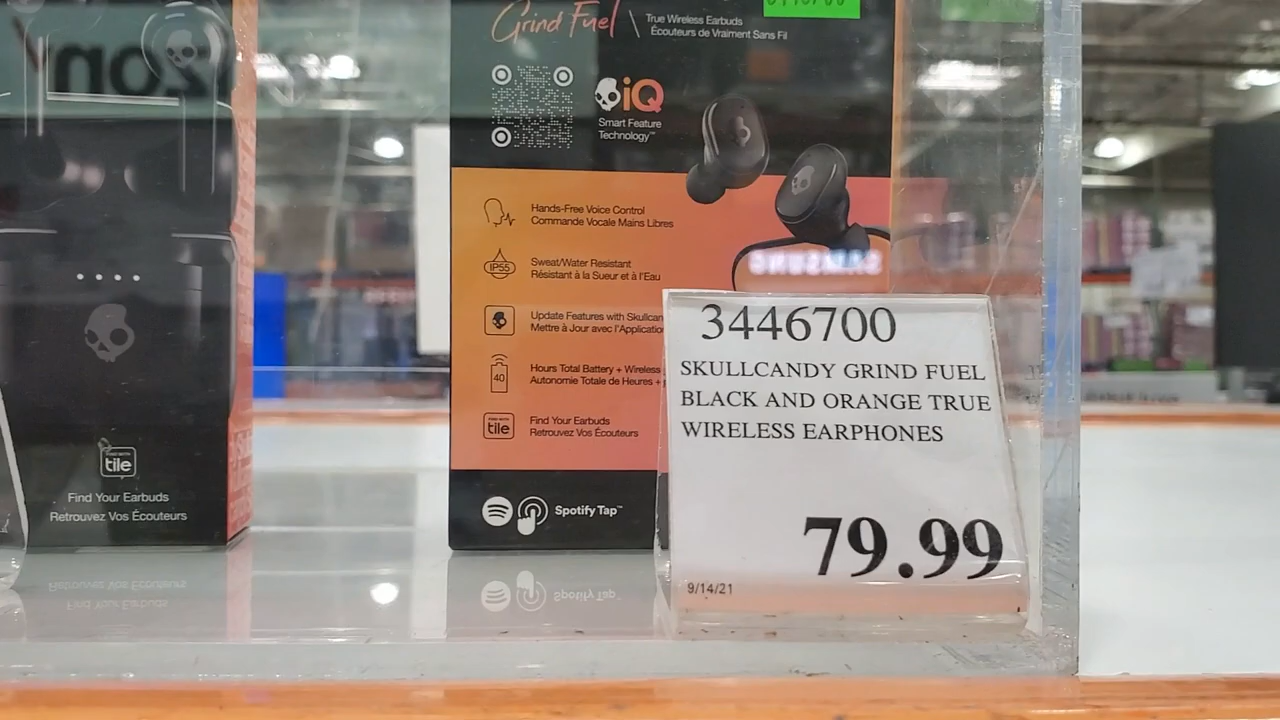 Grind Fuel
True Wireless Earbuds
Écouteurs de Vraiment Sans Fil
iQ
Smart Feature
Technology™
Hands-Free Voice Control
Commande Vocale Mains Libres
IP55
Sweat/Water Resistant
Résistant à la Sueur et à l'Eau
Update Features with Skullcan
Mettre à Jour avec l'Applicatio
40
Hours Total Battery + Wireless
Autonomie Totale de Heures +
tile
Find Your Earbuds
Retrouvez Vos Écouteurs
Spotify Tap™
tile
Find Your Earbuds
Retrouvez Vos Écouteurs
3446700
SKULLCANDY GRIND FUEL
BLACK AND ORANGE TRUE
WIRELESS EARPHONES
79.99
9/14/21
SAMSUNG